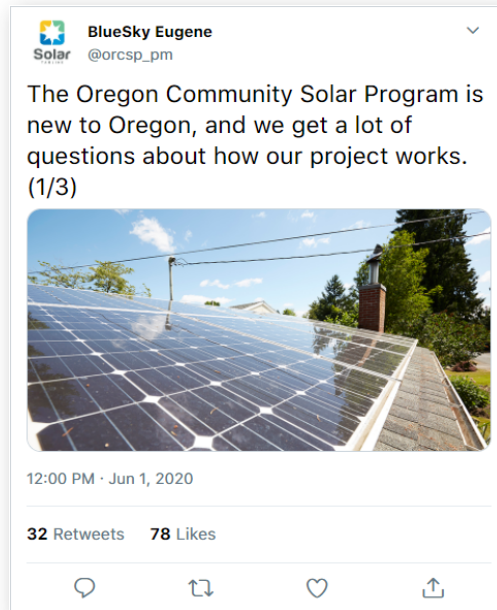 BlueSky Eugene
Solar
@orcsp_pm
The Oregon Community Solar Program is
new to Oregon, and we get a lot of
questions about how our project works.
(1/3)
12:00 PM · Jun 1, 2020
32 Retweets 78 Likes